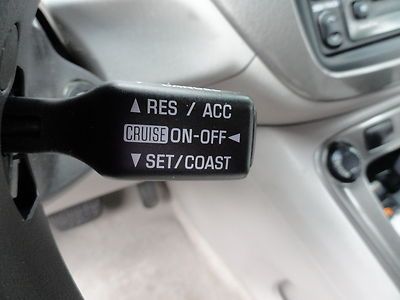 ▲ RES / ACC
CRUISE ON-OFF ◄
▼ SET/COAST